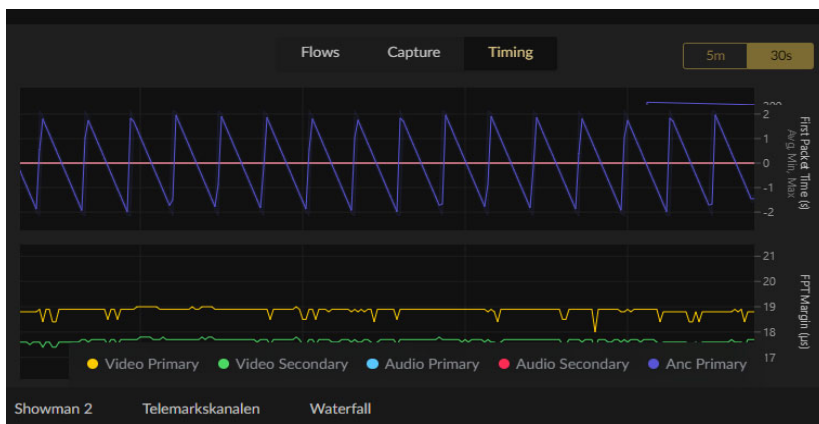 Flows Capture Timing 5m 30s
2
1
0
-1
-2
First Packet Time (s)
Avg, Min, Max
21
20
19
18
17
FPT Margin (µs)
Video Primary Video Secondary Audio Primary Audio Secondary Anc Primary
Showman 2 Telemarkskanalen Waterfall